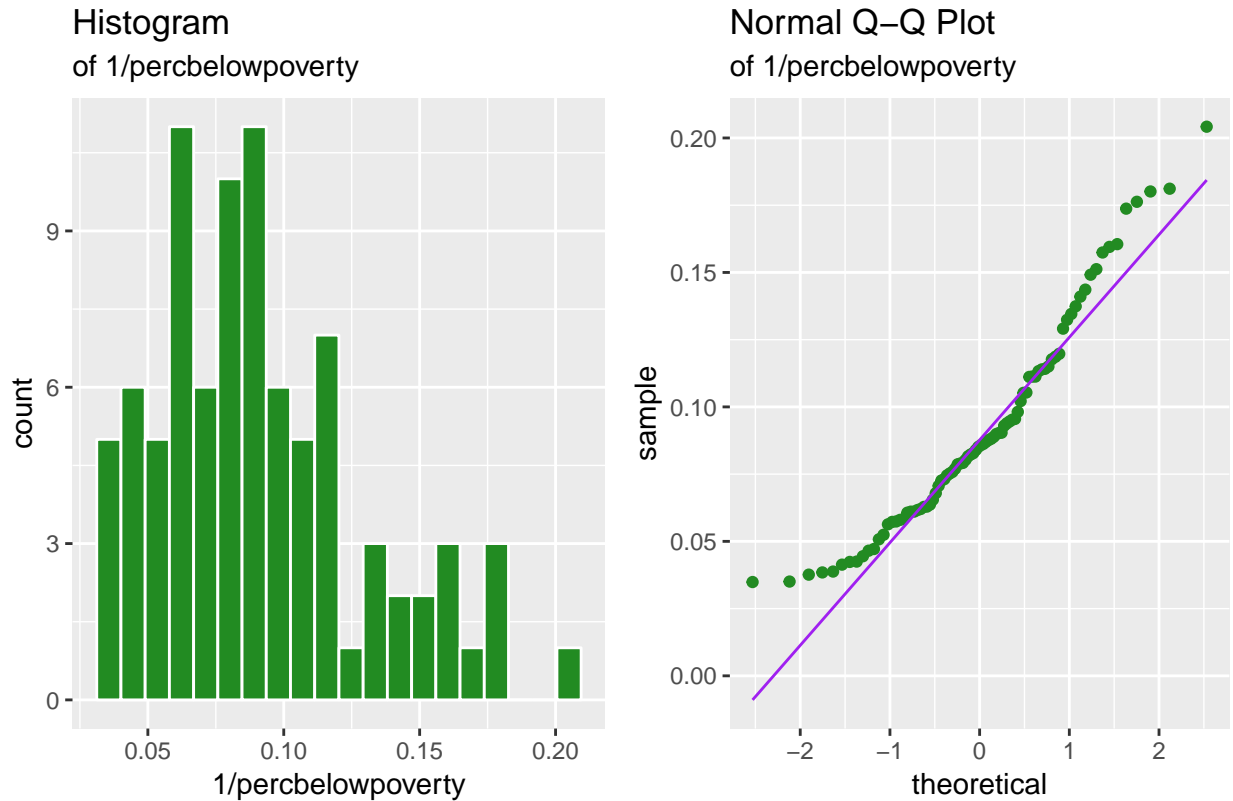 Histogram
of 1/percbelowpoverty
9
6
3
0
count
0.05 0.10 0.15 0.20
1/percbelowpoverty
Normal Q−Q Plot
of 1/percbelowpoverty
0.20
0.15
0.10
0.05
0.00
sample
−2 −1 0 1 2
theoretical